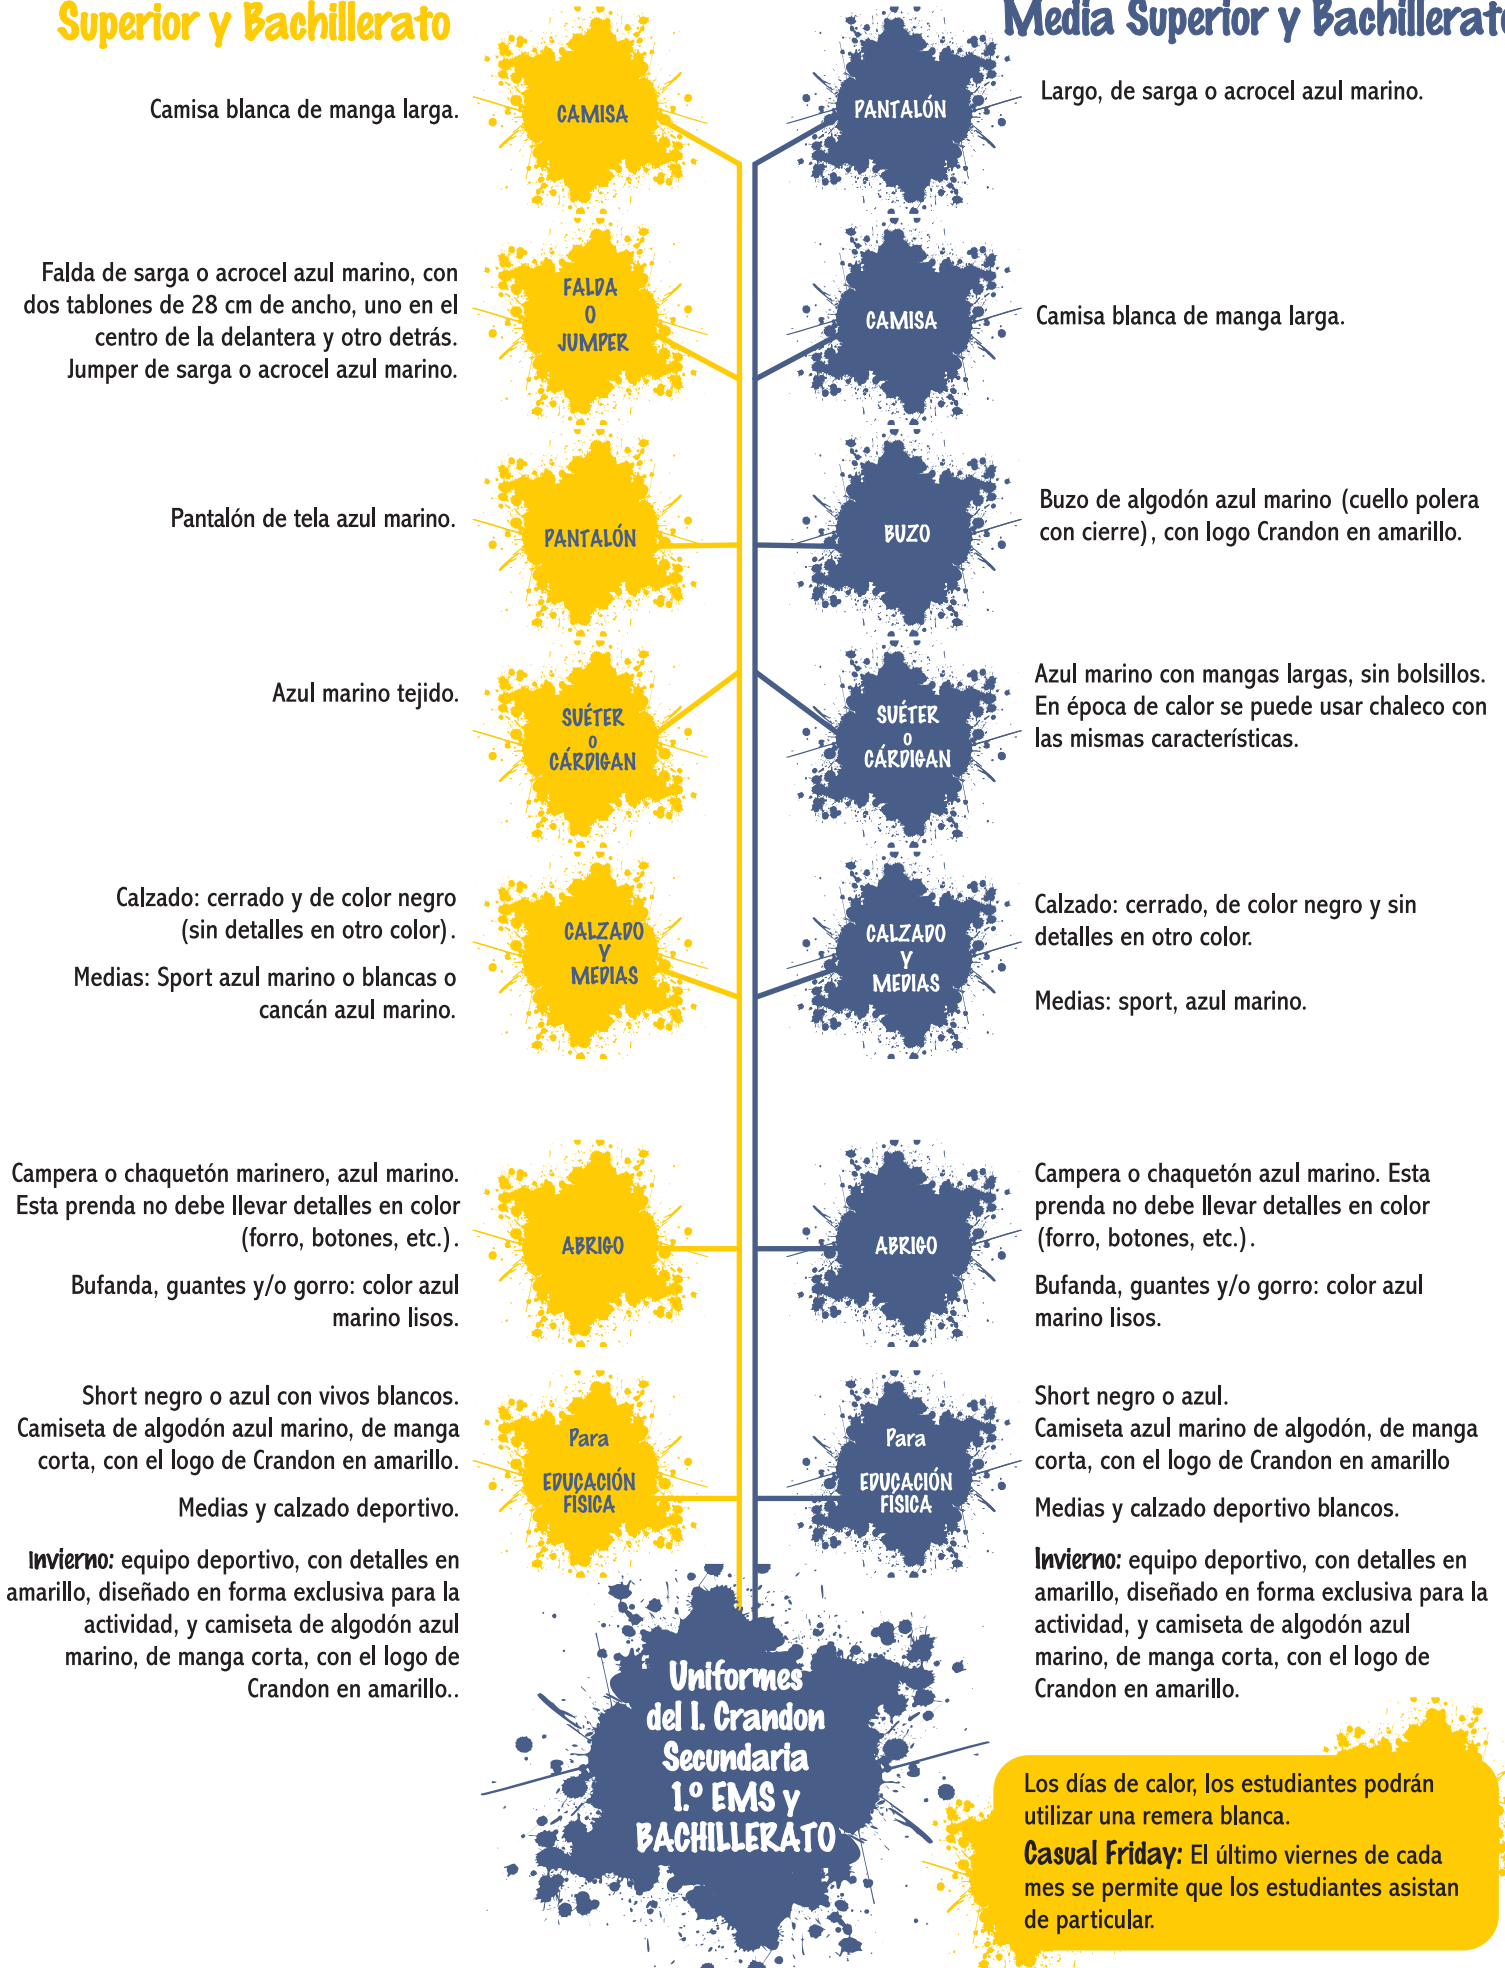 Superior y Bachillerato
Camisa blanca de manga larga.
CAMISA
Falda de sarga o acrocel azul marino, con
dos tablones de 28 cm de ancho, uno en el
centro de la delantera y otro detrás.
Jumper de sarga o acrocel azul marino.
FALDA
O
JUMPER
Pantalón de tela azul marino.
PANTALÓN
Azul marino tejido.
SUÉTER
O
CÁRDIGAN
Calzado: cerrado y de color negro
(sin detalles en otro color).
Medias: Sport azul marino o blancas o
cancán azul marino.
CALZADO
Y
MEDIAS
Campera o chaquetón marinero, azul marino.
Esta prenda no debe llevar detalles en color
(forro, botones, etc.).
Bufanda, guantes y/o gorro: color azul
marino lisos.
ABRIGO
Short negro o azul con vivos blancos.
Camiseta de algodón azul marino, de manga
corta, con el logo de Crandon en amarillo.
Medias y calzado deportivo.
Invierno: equipo deportivo, con detalles en
amarillo, diseñado en forma exclusiva para la
actividad, y camiseta de algodón azul
marino, de manga corta, con el logo de
Crandon en amarillo..
Para
EDUCACIÓN
FÍSICA
Media Superior y Bachillerato
PANTALÓN
Largo, de sarga o acrocel azul marino.
CAMISA
Camisa blanca de manga larga.
BUZO
Buzo de algodón azul marino (cuello polera
con cierre), con logo Crandon en amarillo.
SUÉTER
O
CÁRDIGAN
Azul marino con mangas largas, sin bolsillos.
En época de calor se puede usar chaleco con
las mismas características.
CALZADO
Y
MEDIAS
Calzado: cerrado, de color negro y sin
detalles en otro color.
Medias: sport, azul marino.
ABRIGO
Campera o chaquetón azul marino. Esta
prenda no debe llevar detalles en color
(forro, botones, etc.).
Bufanda, guantes y/o gorro: color azul
marino lisos.
Para
EDUCACIÓN
FÍSICA
Short negro o azul.
Camiseta azul marino de algodón, de manga
corta, con el logo de Crandon en amarillo
Medias y calzado deportivo blancos.
Invierno: equipo deportivo, con detalles en
amarillo, diseñado en forma exclusiva para la
actividad, y camiseta de algodón azul
marino, de manga corta, con el logo de
Crandon en amarillo.
Uniformes
del I. Crandon
Secundaria
1.º EMS y
BACHILLERATO
Los días de calor, los estudiantes podrán
utilizar una remera blanca.
Casual Friday: El último viernes de cada
mes se permite que los estudiantes asistan
de particular.